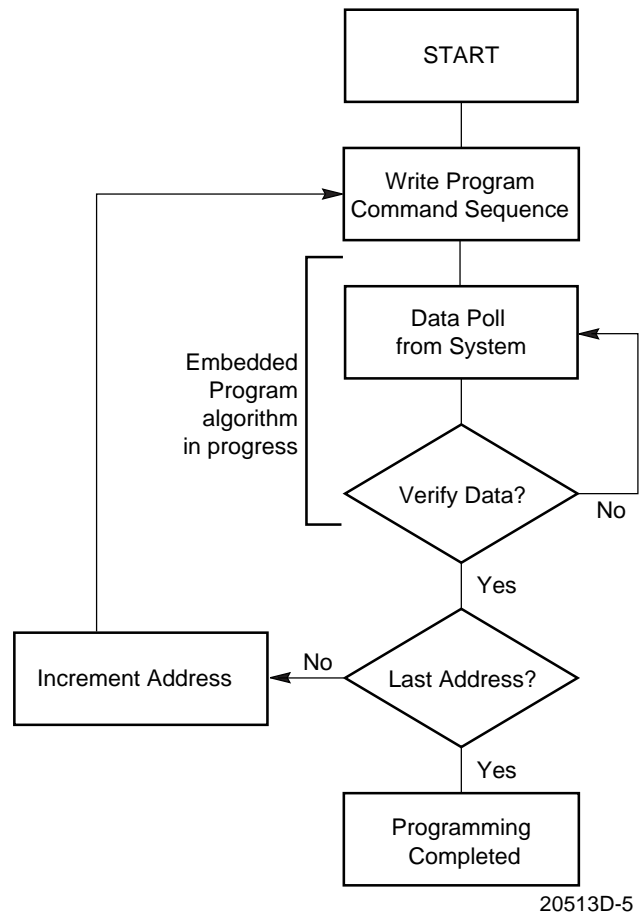 START
Write Program
Command Sequence
Data Poll
from System
Embedded
Program
algorithm
in progress
Verify Data?
No
Yes
Increment Address
No
Last Address?
Yes
Programming
Completed
20513D-5